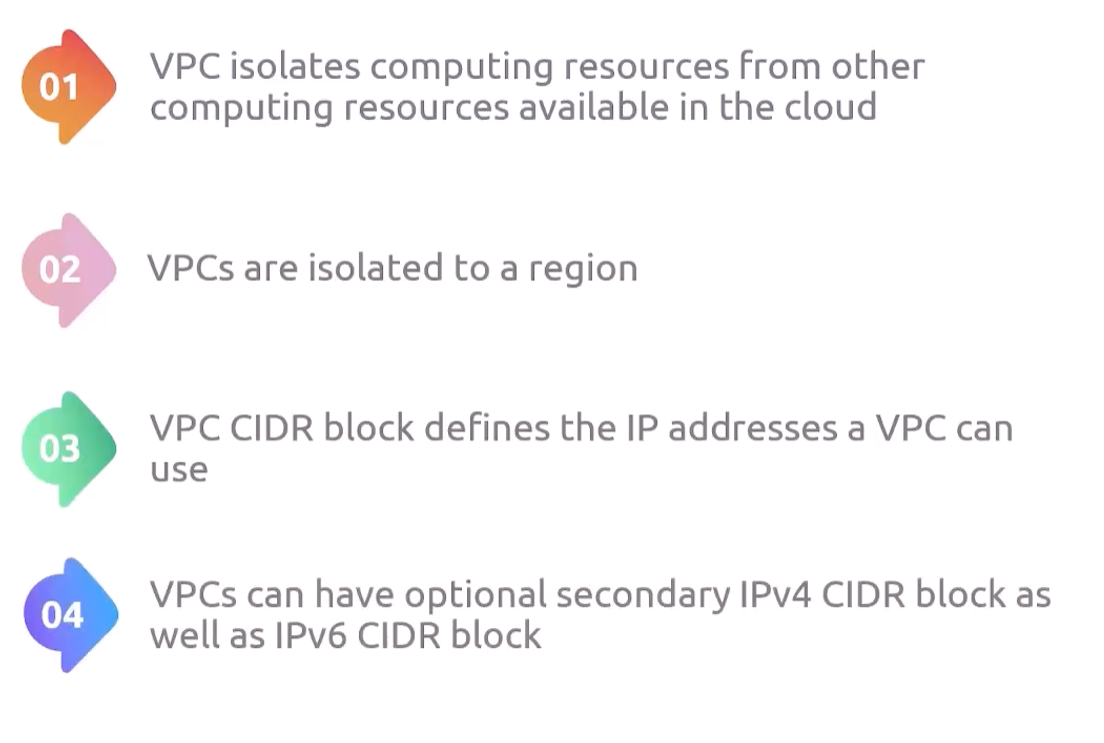 01
VPC isolates computing resources from other
computing resources available in the cloud
02
VPCs are isolated to a region
03
VPC CIDR block defines the IP addresses a VPC can
use
04
VPCs can have optional secondary IPv4 CIDR block as
well as IPv6 CIDR block